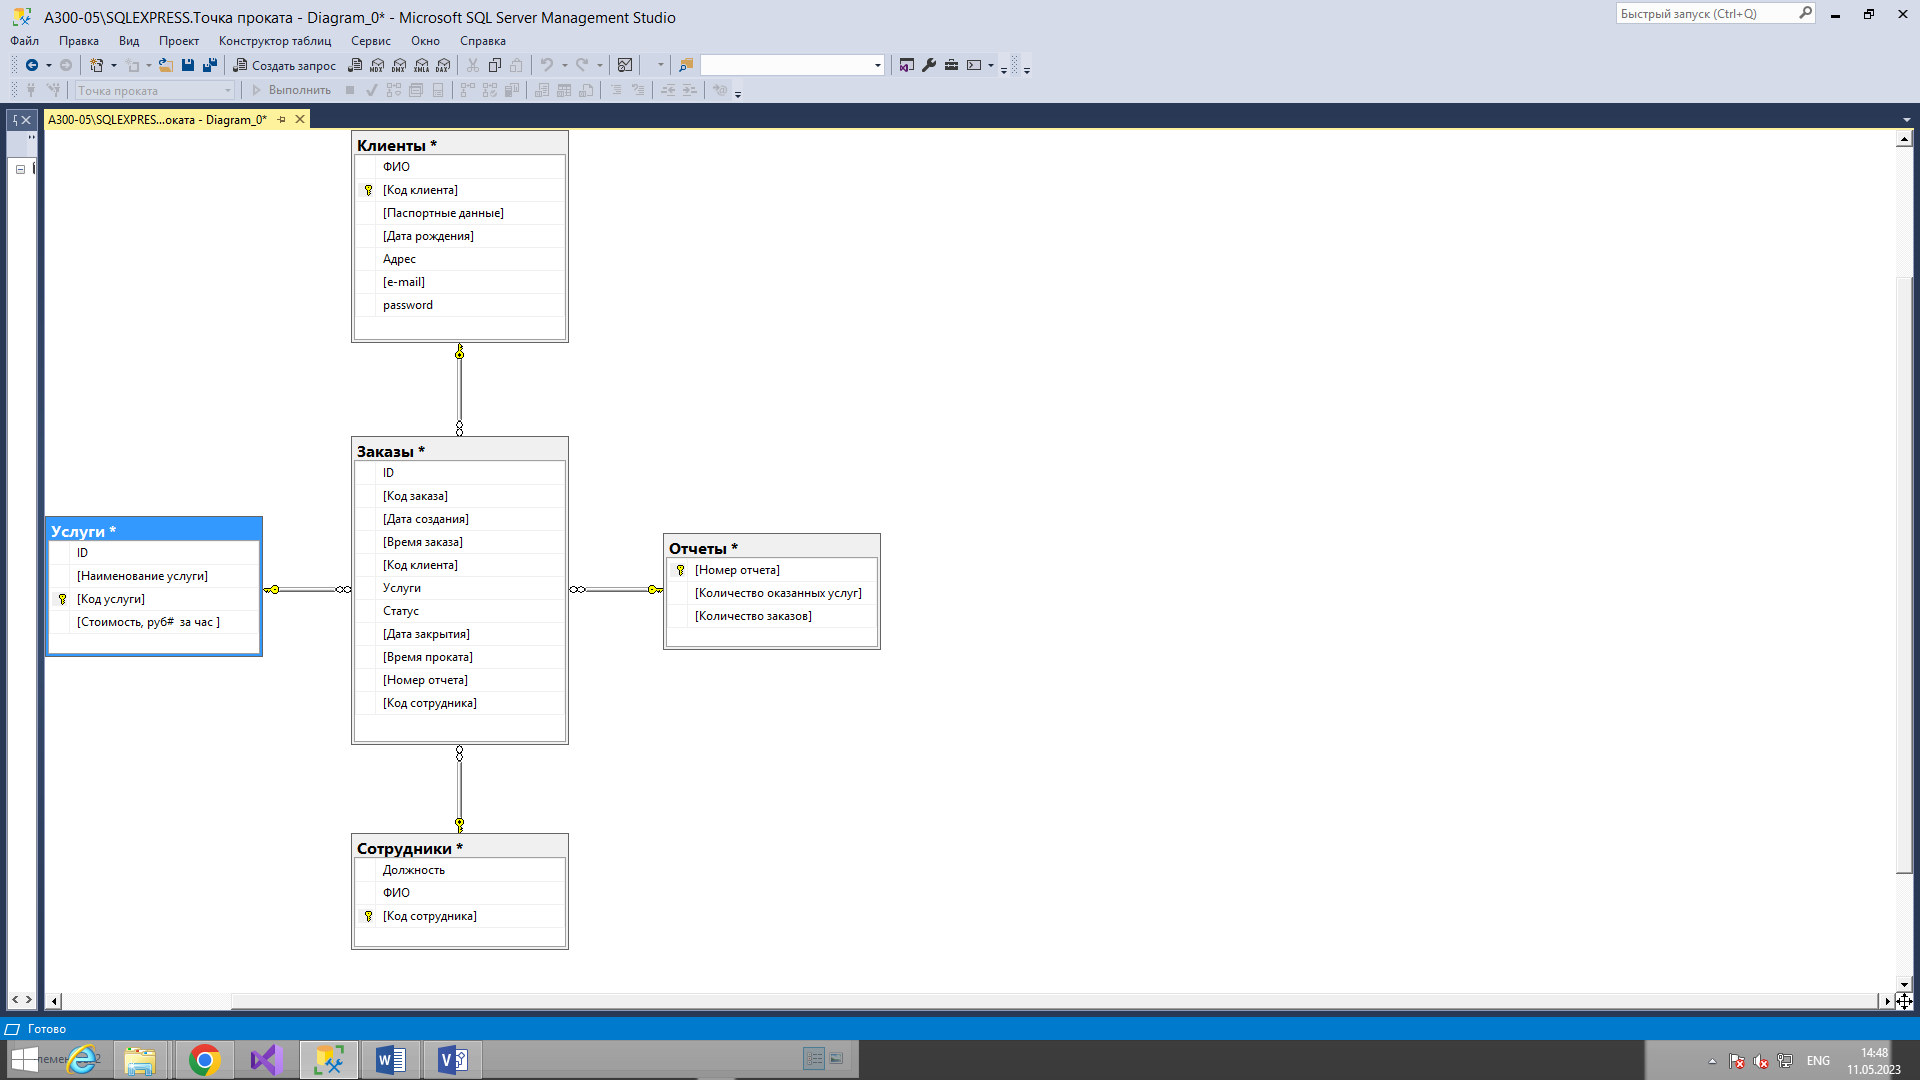 A300-05\SQLEXPRESS.Точка проката - Diagram_0* - Microsoft SQL Server Management Studio
Быстрый запуск (Ctrl+Q)
Файл Правка Вид Проект Конструктор таблиц Сервис Окно Справка
Создать запрос MDX DMX XMLA DAX
Точка проката Выполнить
A300-05\SQLEXPRES...оката - Diagram_0*
Клиенты *
ФИО
[Код клиента]
[Паспортные данные]
[Дата рождения]
Адрес
[e-mail]
password
Заказы *
ID
[Код заказа]
[Дата создания]
[Время заказа]
[Код клиента]
Услуги
Статус
[Дата закрытия]
[Время проката]
[Номер отчета]
[Код сотрудника]
Услуги *
ID
[Наименование услуги]
[Код услуги]
[Стоимость, руб#  за час ]
Отчеты *
[Номер отчета]
[Количество оказанных услуг]
[Количество заказов]
Сотрудники *
Должность
ФИО
[Код сотрудника]
Готово
ENG
14:48
11.05.2023